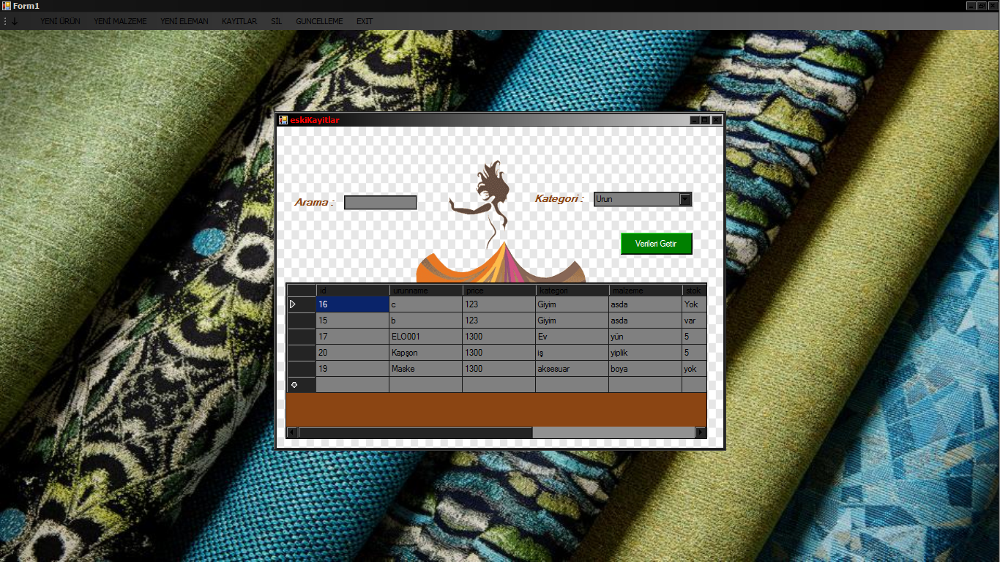 Form1
YENİ ÜRÜN YENİ MALZEME YENİ ELEMAN KAYITLAR SİL GUNCELLEME EXIT
eskiKayitlar
Arama :
Kategori : Urun
Verileri Getir
id urunname price kategori malzeme stok
16 c 123 Giyim asda Yok
15 b 123 Giyim asda var
17 ELO001 1300 Ev yün 5
20 Kapşon 1300 iş yiplik 5
19 Maske 1300 aksesuar boya yok